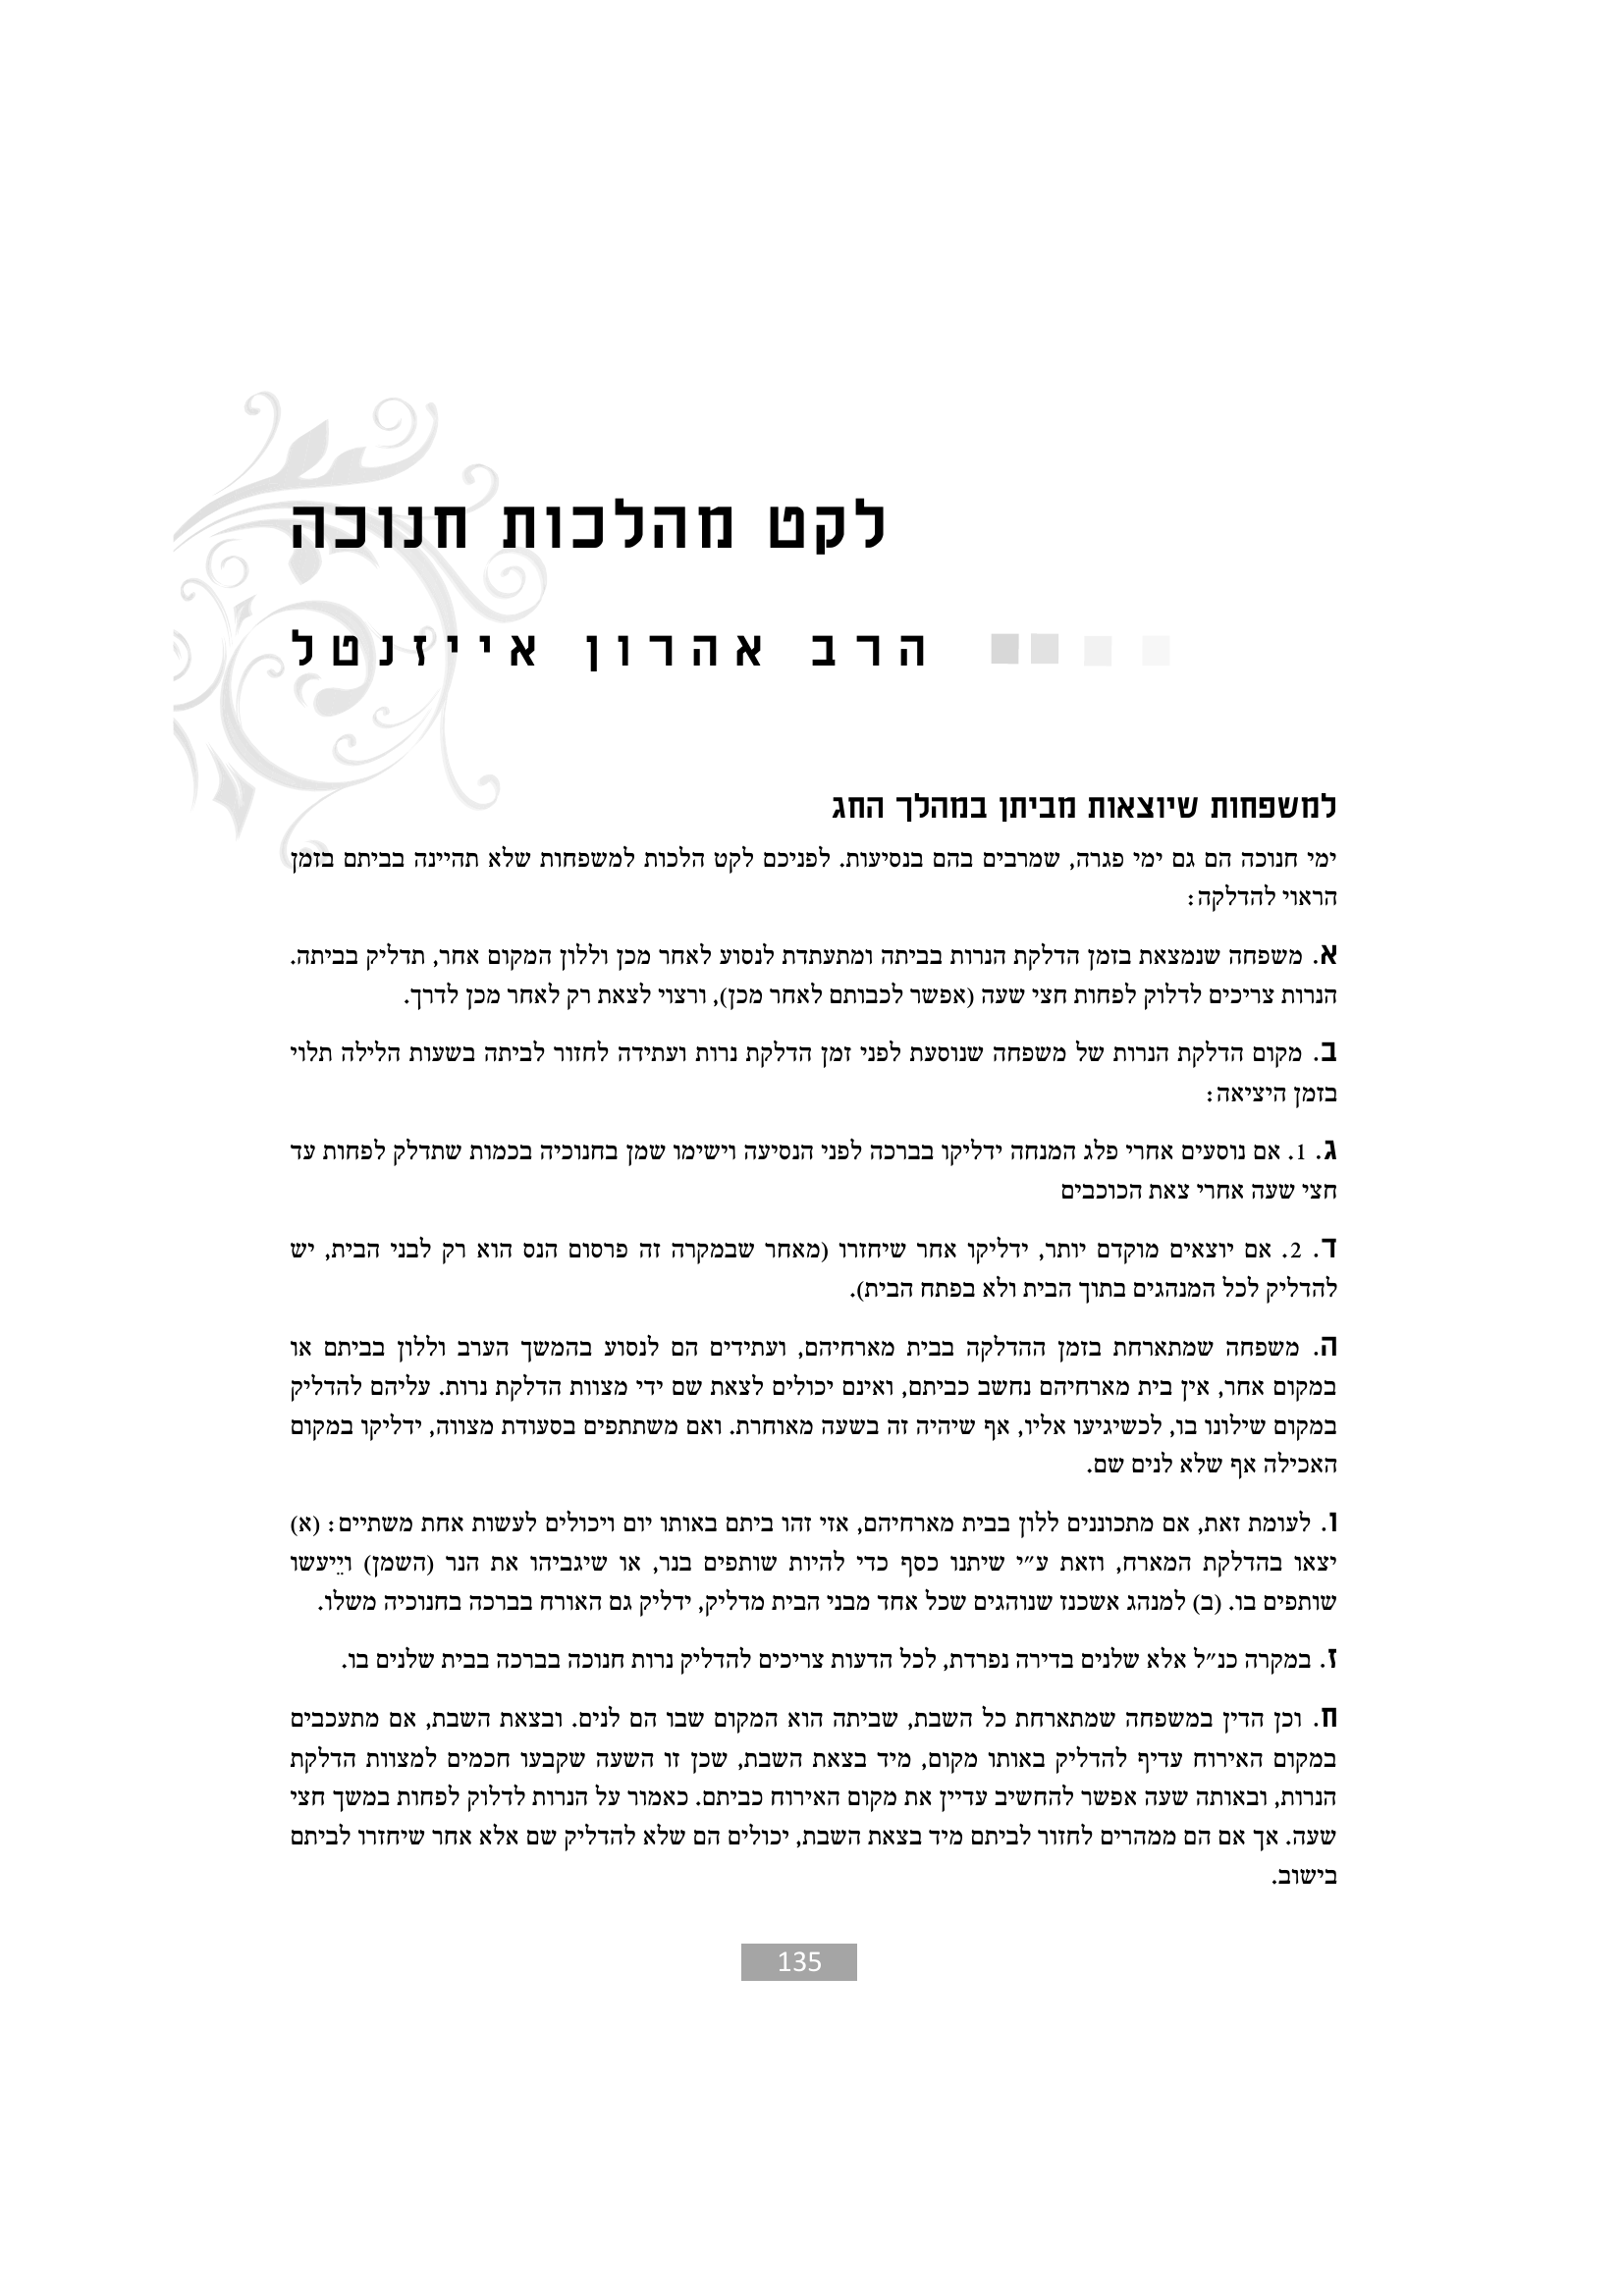 לקט מהלכות חנוכה
הרב אהרון אייזנטל
למשפחות שיוצאות מביתן במהלך החג
ימי חנוכה הם גם ימי פגרה, שמרבים בהם בנסיעות. לפניכם לקט הלכות למשפחות שלא תהיינה בביתם בזמן
הראוי להדלקה:
א. משפחה שנמצאת בזמן הדלקת הנרות בביתה ומתעתדת לנסוע לאחר מכן וללון המקום אחר, תדליק בביתה.
הנרות צריכים לדלוק לפחות חצי שעה (אפשר לכבותם לאחר מכן), ורצוי לצאת רק לאחר מכן לדרך.
ב. מקום הדלקת הנרות של משפחה שנוסעת לפני זמן הדלקת נרות ועתידה לחזור לביתה בשעות הלילה תלוי
בזמן היציאה:
ג. 1. אם נוסעים אחרי פלג המנחה ידליקו בברכה לפני הנסיעה וישימו שמן בחנוכיה בכמות שתדלק לפחות עד
חצי שעה אחרי צאת הכוכבים
ד. 2. אם יוצאים מוקדם יותר, ידליקו אחר שיחזרו (מאחר שבמקרה זה פרסום הנס הוא רק לבני הבית, יש
להדליק לכל המנהגים בתוך הבית ולא בפתח הבית).
ה. משפחה שמתארחת בזמן ההדלקה בבית מארחיהם, ועתידים הם לנסוע בהמשך הערב וללון בביתם או
במקום אחר, אין בית מארחיהם נחשב כביתם, ואינם יכולים לצאת שם ידי מצוות הדלקת נרות. עליהם להדליק
במקום שילונו בו, לכשיגיעו אליו, אף שיהיה זה בשעה מאוחרת. ואם משתתפים בסעודת מצווה, ידליקו במקום
האכילה אף שלא לנים שם.
ו. לעומת זאת, אם מתכוננים ללון בבית מארחיהם, אזי זהו ביתם באותו יום ויכולים לעשות אחת משתיים: (א)
יצאו בהדלקת המארח, וזאת ע״י שיתנו כסף כדי להיות שותפים בנר, או שיגביהו את הנר (השמן) וייֵעשו
שותפים בו. (ב) למנהג אשכנז שנוהגים שכל אחד מבני הבית מדליק, ידליק גם האורח בברכה בחנוכיה משלו.
ז. במקרה כנ״ל אלא שלנים בדירה נפרדת, לכל הדעות צריכים להדליק נרות חנוכה בברכה בבית שלנים בו.
ח. וכן הדין במשפחה שמתארחת כל השבת, שביתה הוא המקום שבו הם לנים. ובצאת השבת, אם מתעכבים
במקום האירוח עדיף להדליק באותו מקום, מיד בצאת השבת, שכן זו השעה שקבעו חכמים למצוות הדלקת
הנרות, ובאותה שעה אפשר להחשיב עדיין את מקום האירוח כביתם. כאמור על הנרות לדלוק לפחות במשך חצי
שעה. אך אם הם ממהרים לחזור לביתם מיד בצאת השבת, יכולים הם שלא להדליק שם אלא אחר שיחזרו לביתם
בישוב.
135